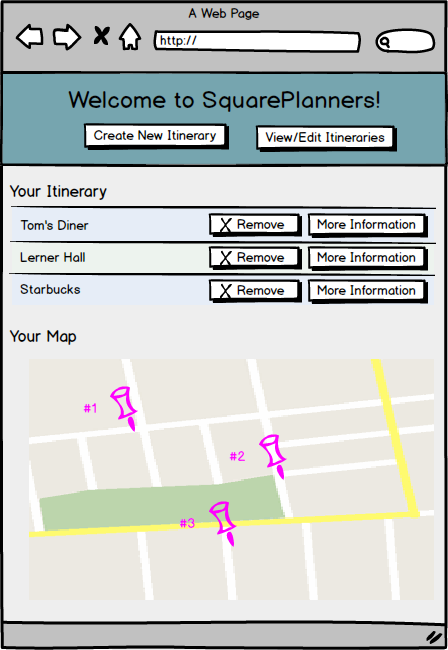 A Web Page
http://
Welcome to SquarePlanners!
Create New Itinerary View/Edit Itineraries
Your Itinerary
Tom's Diner X Remove More Information
Lerner Hall X Remove More Information
Starbucks X Remove More Information
Your Map
#1
#2
#3